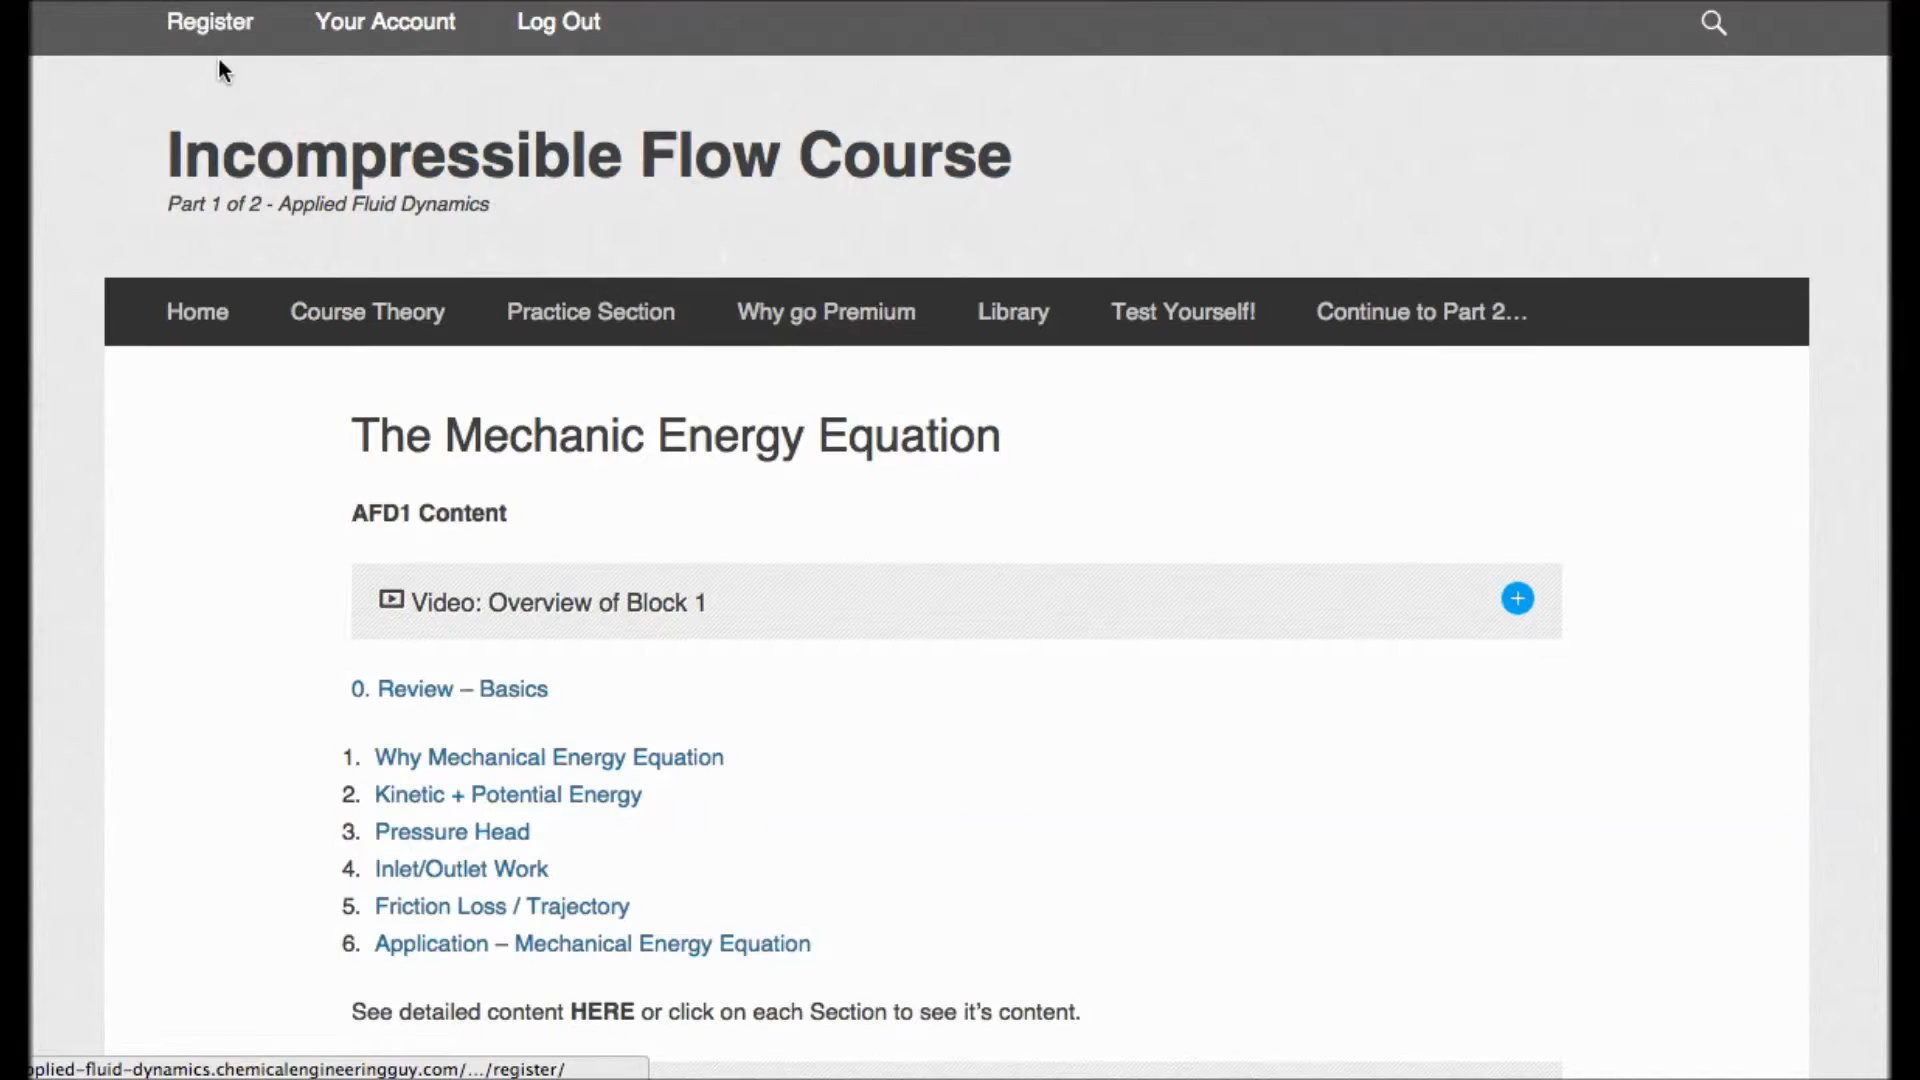 Register Your Account Log Out
Incompressible Flow Course
Part 1 of 2 - Applied Fluid Dynamics
Home Course Theory Practice Section Why go Premium Library Test Yourself! Continue to Part 2...
The Mechanic Energy Equation
AFD1 Content
Video: Overview of Block 1
0. Review – Basics
1. Why Mechanical Energy Equation
2. Kinetic + Potential Energy
3. Pressure Head
4. Inlet/Outlet Work
5. Friction Loss / Trajectory
6. Application – Mechanical Energy Equation
See detailed content HERE or click on each Section to see it's content.
pplied-fluid-dynamics.chemicalengineeringguy.com/.../register/